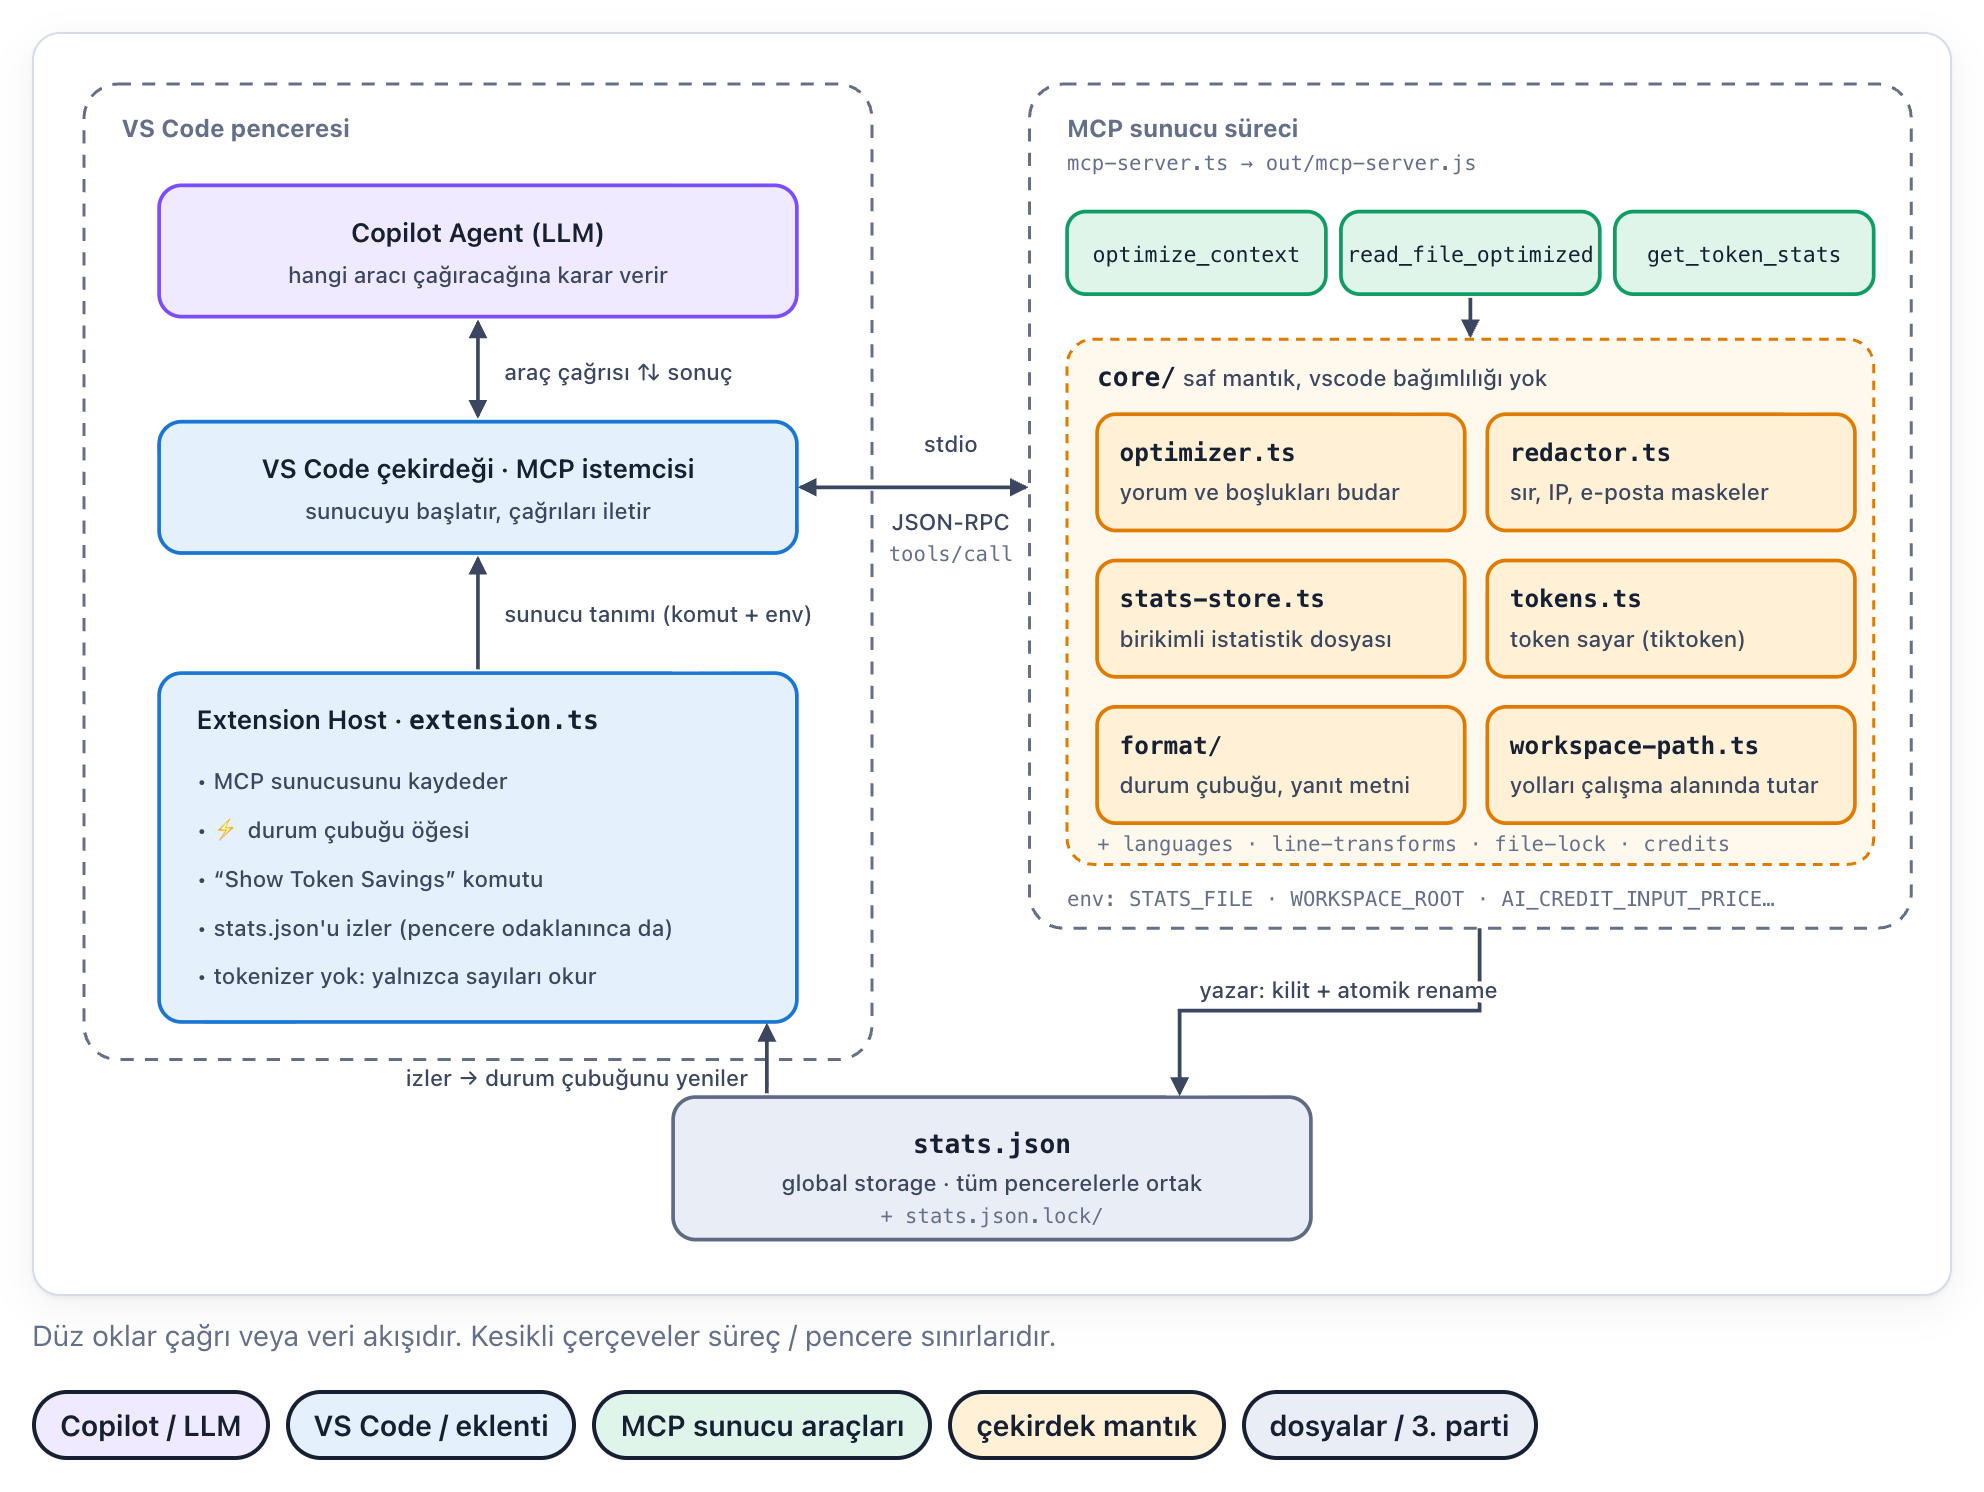 VS Code penceresi
Copilot Agent (LLM)
hangi aracı çağıracağına karar verir
araç çağrısı ⇅ sonuç
VS Code çekirdeği · MCP istemcisi
sunucuyu başlatır, çağrıları iletir
sunucu tanımı (komut + env)
Extension Host · extension.ts
• MCP sunucusunu kaydeder
• ⚡ durum çubuğu öğesi
• “Show Token Savings” komutu
• stats.json'u izler (pencere odaklanınca da)
• tokenizer yok: yalnızca sayıları okur
stdio
JSON-RPC
tools/call
MCP sunucu süreci
mcp-server.ts → out/mcp-server.js
optimize_context
read_file_optimized
get_token_stats
core/ saf mantık, vscode bağımlılığı yok
optimizer.ts
yorum ve boşlukları budar
redactor.ts
sır, IP, e-posta maskeler
stats-store.ts
birikimli istatistik dosyası
tokens.ts
token sayar (tiktoken)
format/
durum çubuğu, yanıt metni
workspace-path.ts
yolları çalışma alanında tutar
+ languages · line-transforms · file-lock · credits
env: STATS_FILE · WORKSPACE_ROOT · AI_CREDIT_INPUT_PRICE…
yazar: kilit + atomik rename
izler → durum çubuğunu yeniler
stats.json
global storage · tüm pencerelerle ortak
+ stats.json.lock/
Düz oklar çağrı veya veri akışıdır. Kesikli çerçeveler süreç / pencere sınırlarıdır.
Copilot / LLM
VS Code / eklenti
MCP sunucu araçları
çekirdek mantık
dosyalar / 3. parti